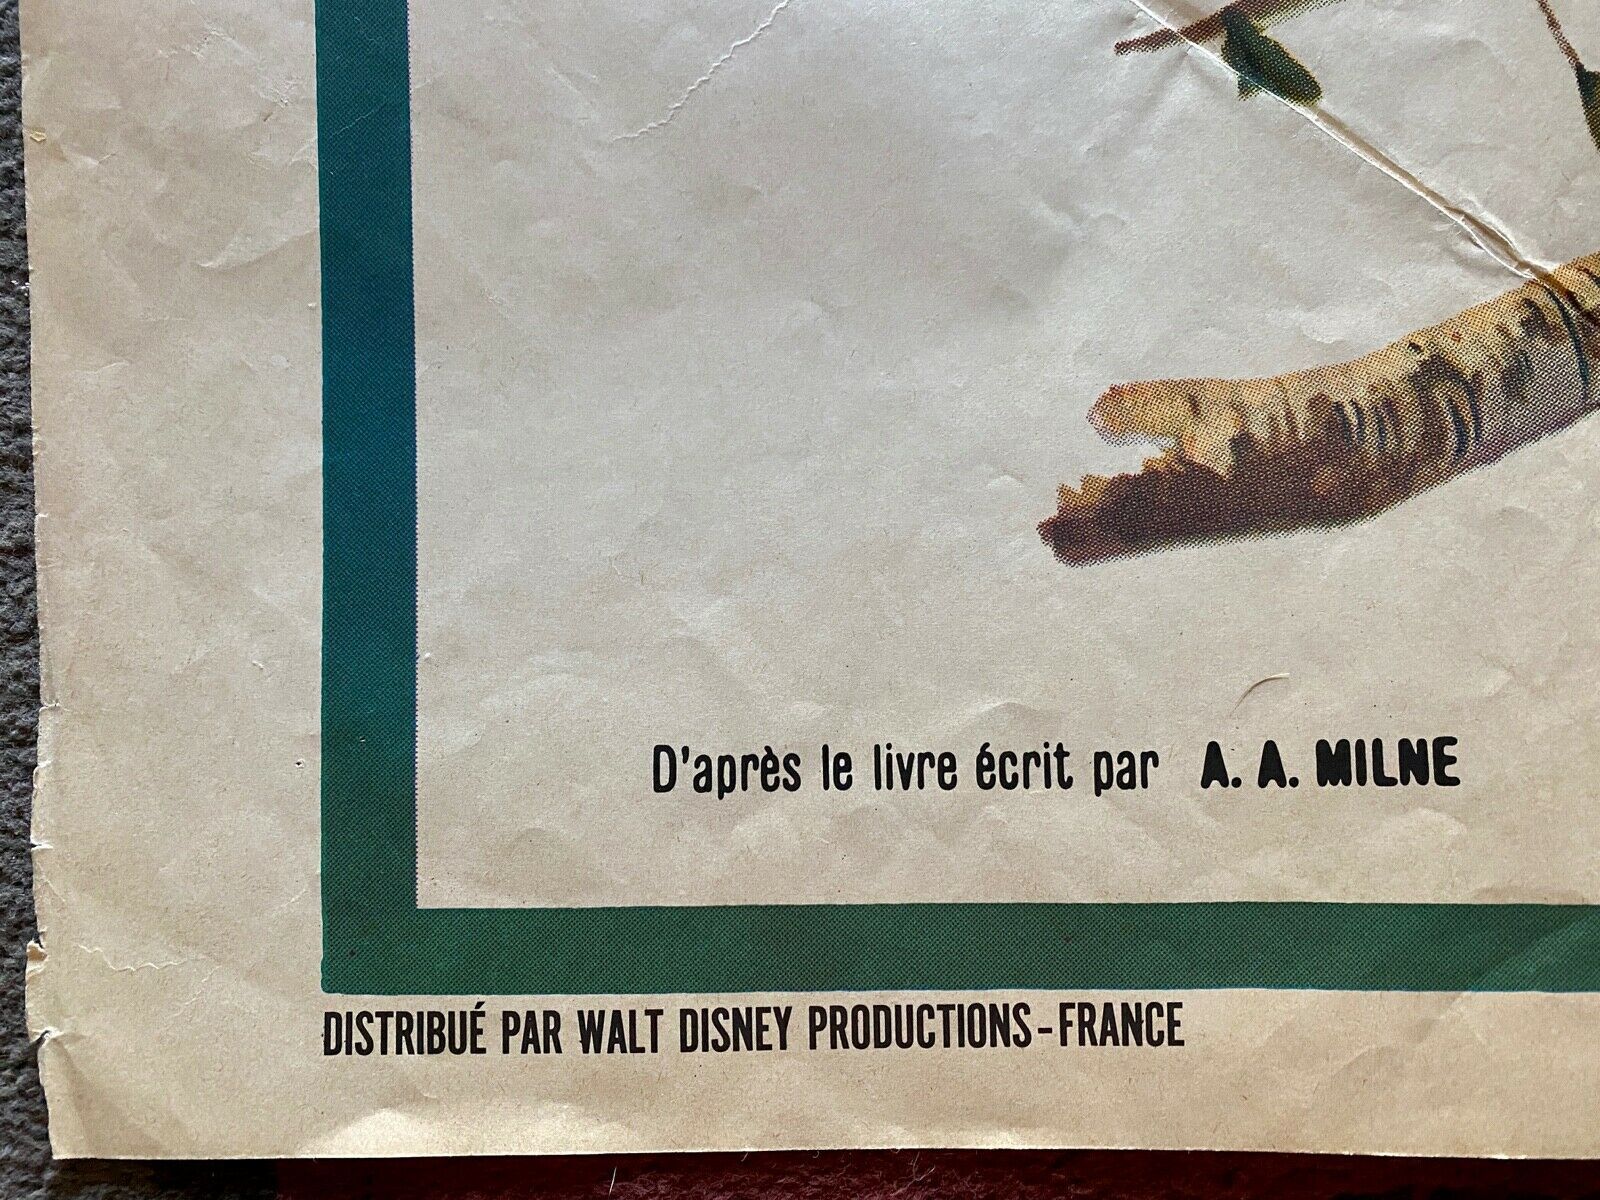 D'après le livre écrit par A. A. MILNE
DISTRIBUÉ PAR WALT DISNEY PRODUCTIONS-FRANCE